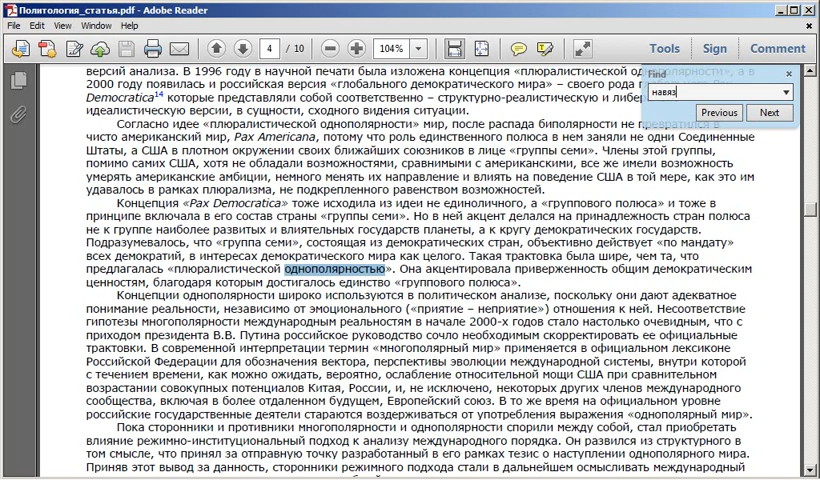 Политология_статья.pdf - Adobe Reader
File Edit View Window Help
4 / 10 104% Tools Sign Comment
Find
навяз
Previous Next
версий анализа. В 1996 году в научной печати была изложена концепция «плюралистической однополярности», а в
2000 году появилась и российская версия «глобального демократического мира» – своего рода
Democratica14 которые представляли собой соответственно – структурно-реалистическую и либер
идеалистическую версии, в сущности, сходного видения ситуации.
Согласно идее «плюралистической однополярности» мир, после распада биполярности не превратился в
чисто американский мир, Pax Americana, потому что роль единственного полюса в нем заняли не одни Соединенные
Штаты, а США в плотном окружении своих ближайших союзников в лице «группы семи». Члены этой группы,
помимо самих США, хотя не обладали возможностями, сравнимыми с американскими, все же имели возможность
умерять американские амбиции, немного менять их направление и влиять на поведение США в той мере, как это им
удавалось в рамках плюрализма, не подкрепленного равенством возможностей.
Концепция «Pax Democratica» тоже исходила из идеи не единоличного, а «группового полюса» и тоже в
принципе включала в его состав страны «группы семи». Но в ней акцент делался на принадлежность стран полюса
не к группе наиболее развитых и влиятельных государств планеты, а к кругу демократических государств.
Подразумевалось, что «группа семи», состоящая из демократических стран, объективно действует «по мандату»
всех демократий, в интересах демократического мира как целого. Такая трактовка была шире, чем та, что
предлагалась «плюралистической однополярностью». Она акцентировала приверженность общим демократическим
ценностям, благодаря которым достигалось единство «группового полюса».
Концепции однополярности широко используются в политическом анализе, поскольку они дают адекватное
понимание реальности, независимо от эмоционального («приятие – неприятие») отношения к ней. Несоответствие
гипотезы многополярности международным реальностям в начале 2000-х годов стало настолько очевидным, что с
приходом президента В.В. Путина российское руководство сочло необходимым скорректировать ее официальные
трактовки. В современной интерпретации термин «многополярный мир» применяется в официальном лексиконе
Российской Федерации для обозначения вектора, перспективы эволюции международной системы, внутри которой
с течением времени, как можно ожидать, вероятно, ослабление относительной мощи США при сравнительном
возрастании совокупных потенциалов Китая, России, и, не исключено, некоторых других членов международного
сообщества, включая в более отдаленном будущем, Европейский союз. В то же время на официальном уровне
российские государственные деятели стараются воздерживаться от употребления выражения «однополярный мир».
Пока сторонники и противники многополярности и однополярности спорили между собой, стал приобретать
влияние режимно-институциональный подход к анализу международного порядка. Он развился из структурного в
том смысле, что принял за отправную точку разработанный в его рамках тезис о наступлении однополярного мира.
Приняв этот вывод за данность, сторонники режимного подхода стали в дальнейшем осмысливать международный